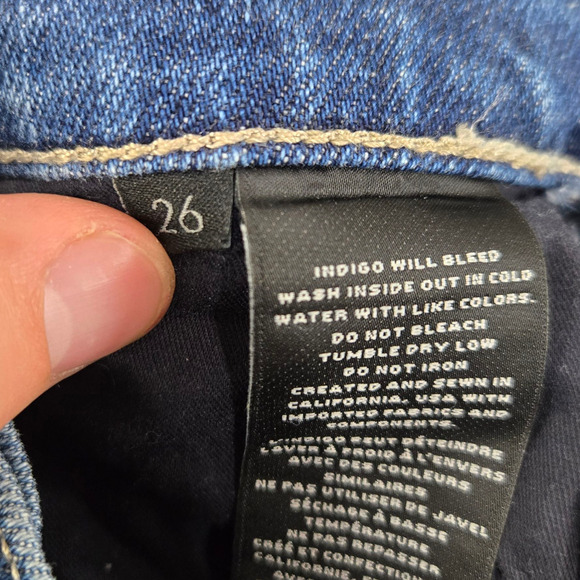 26
INDIGO WILL BLEED
WASH INSIDE OUT IN COLD
WATER WITH LIKE COLORS.
DO NOT BLEACH
TUMBLE DRY LOW
DO NOT IRON
CREATED AND SEWN IN
CALIFORNIA, USA WITH
IMPORTED FABRICS AND
COMPONENTS.
L'INDIGO PEUT DÉTEINDRE
LAVER À FROID À L'ENVERS
AVEC DES COULEURS
SIMILAIRES
NE PAS UTILISER DE JAVEL
SÉCHAGE À BASSE
TEMPÉRATURE
NE PAS REPASSER
CRÉÉ ET CONFECTION
CALIFORNIE,
AVEC